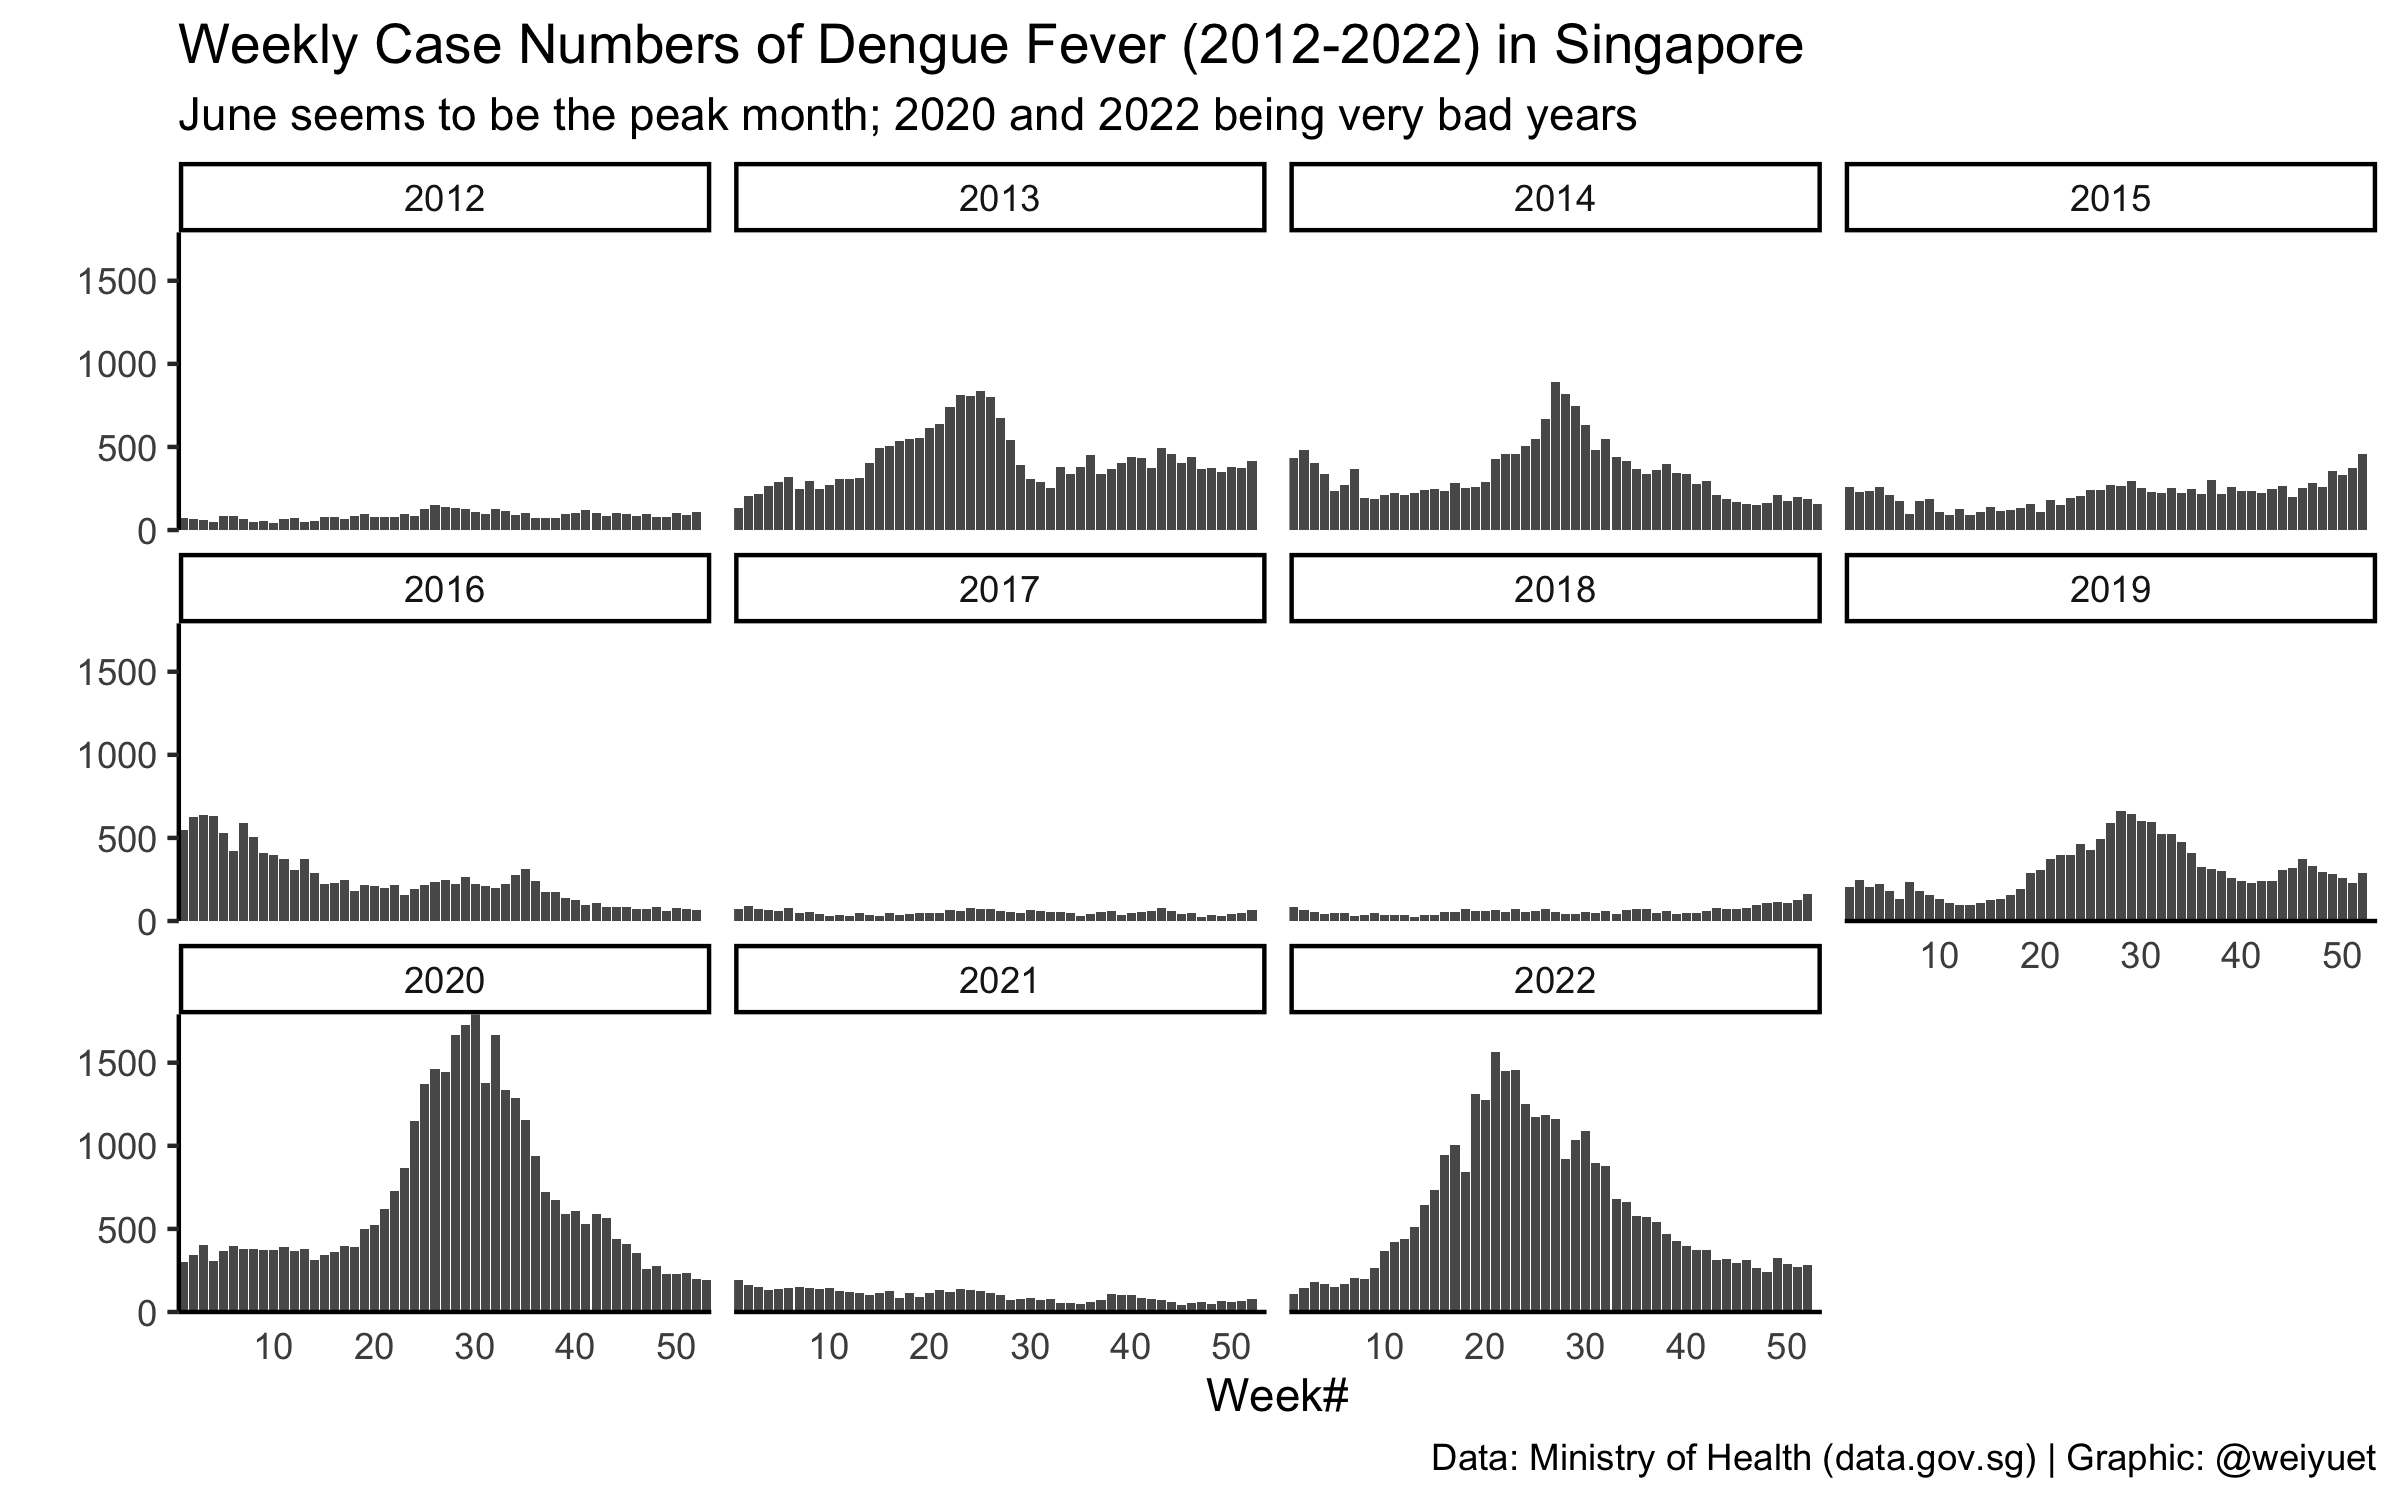 Weekly Case Numbers of Dengue Fever (2012-2022) in Singapore
June seems to be the peak month; 2020 and 2022 being very bad years
2012 2013 2014 2015
1500
1000
500
0
2016 2017 2018 2019
1500
1000
500
0
10 20 30 40 50
2020 2021 2022
1500
1000
500
0
10 20 30 40 50 10 20 30 40 50 10 20 30 40 50
Week#
Data: Ministry of Health (data.gov.sg) | Graphic: @weiyuet